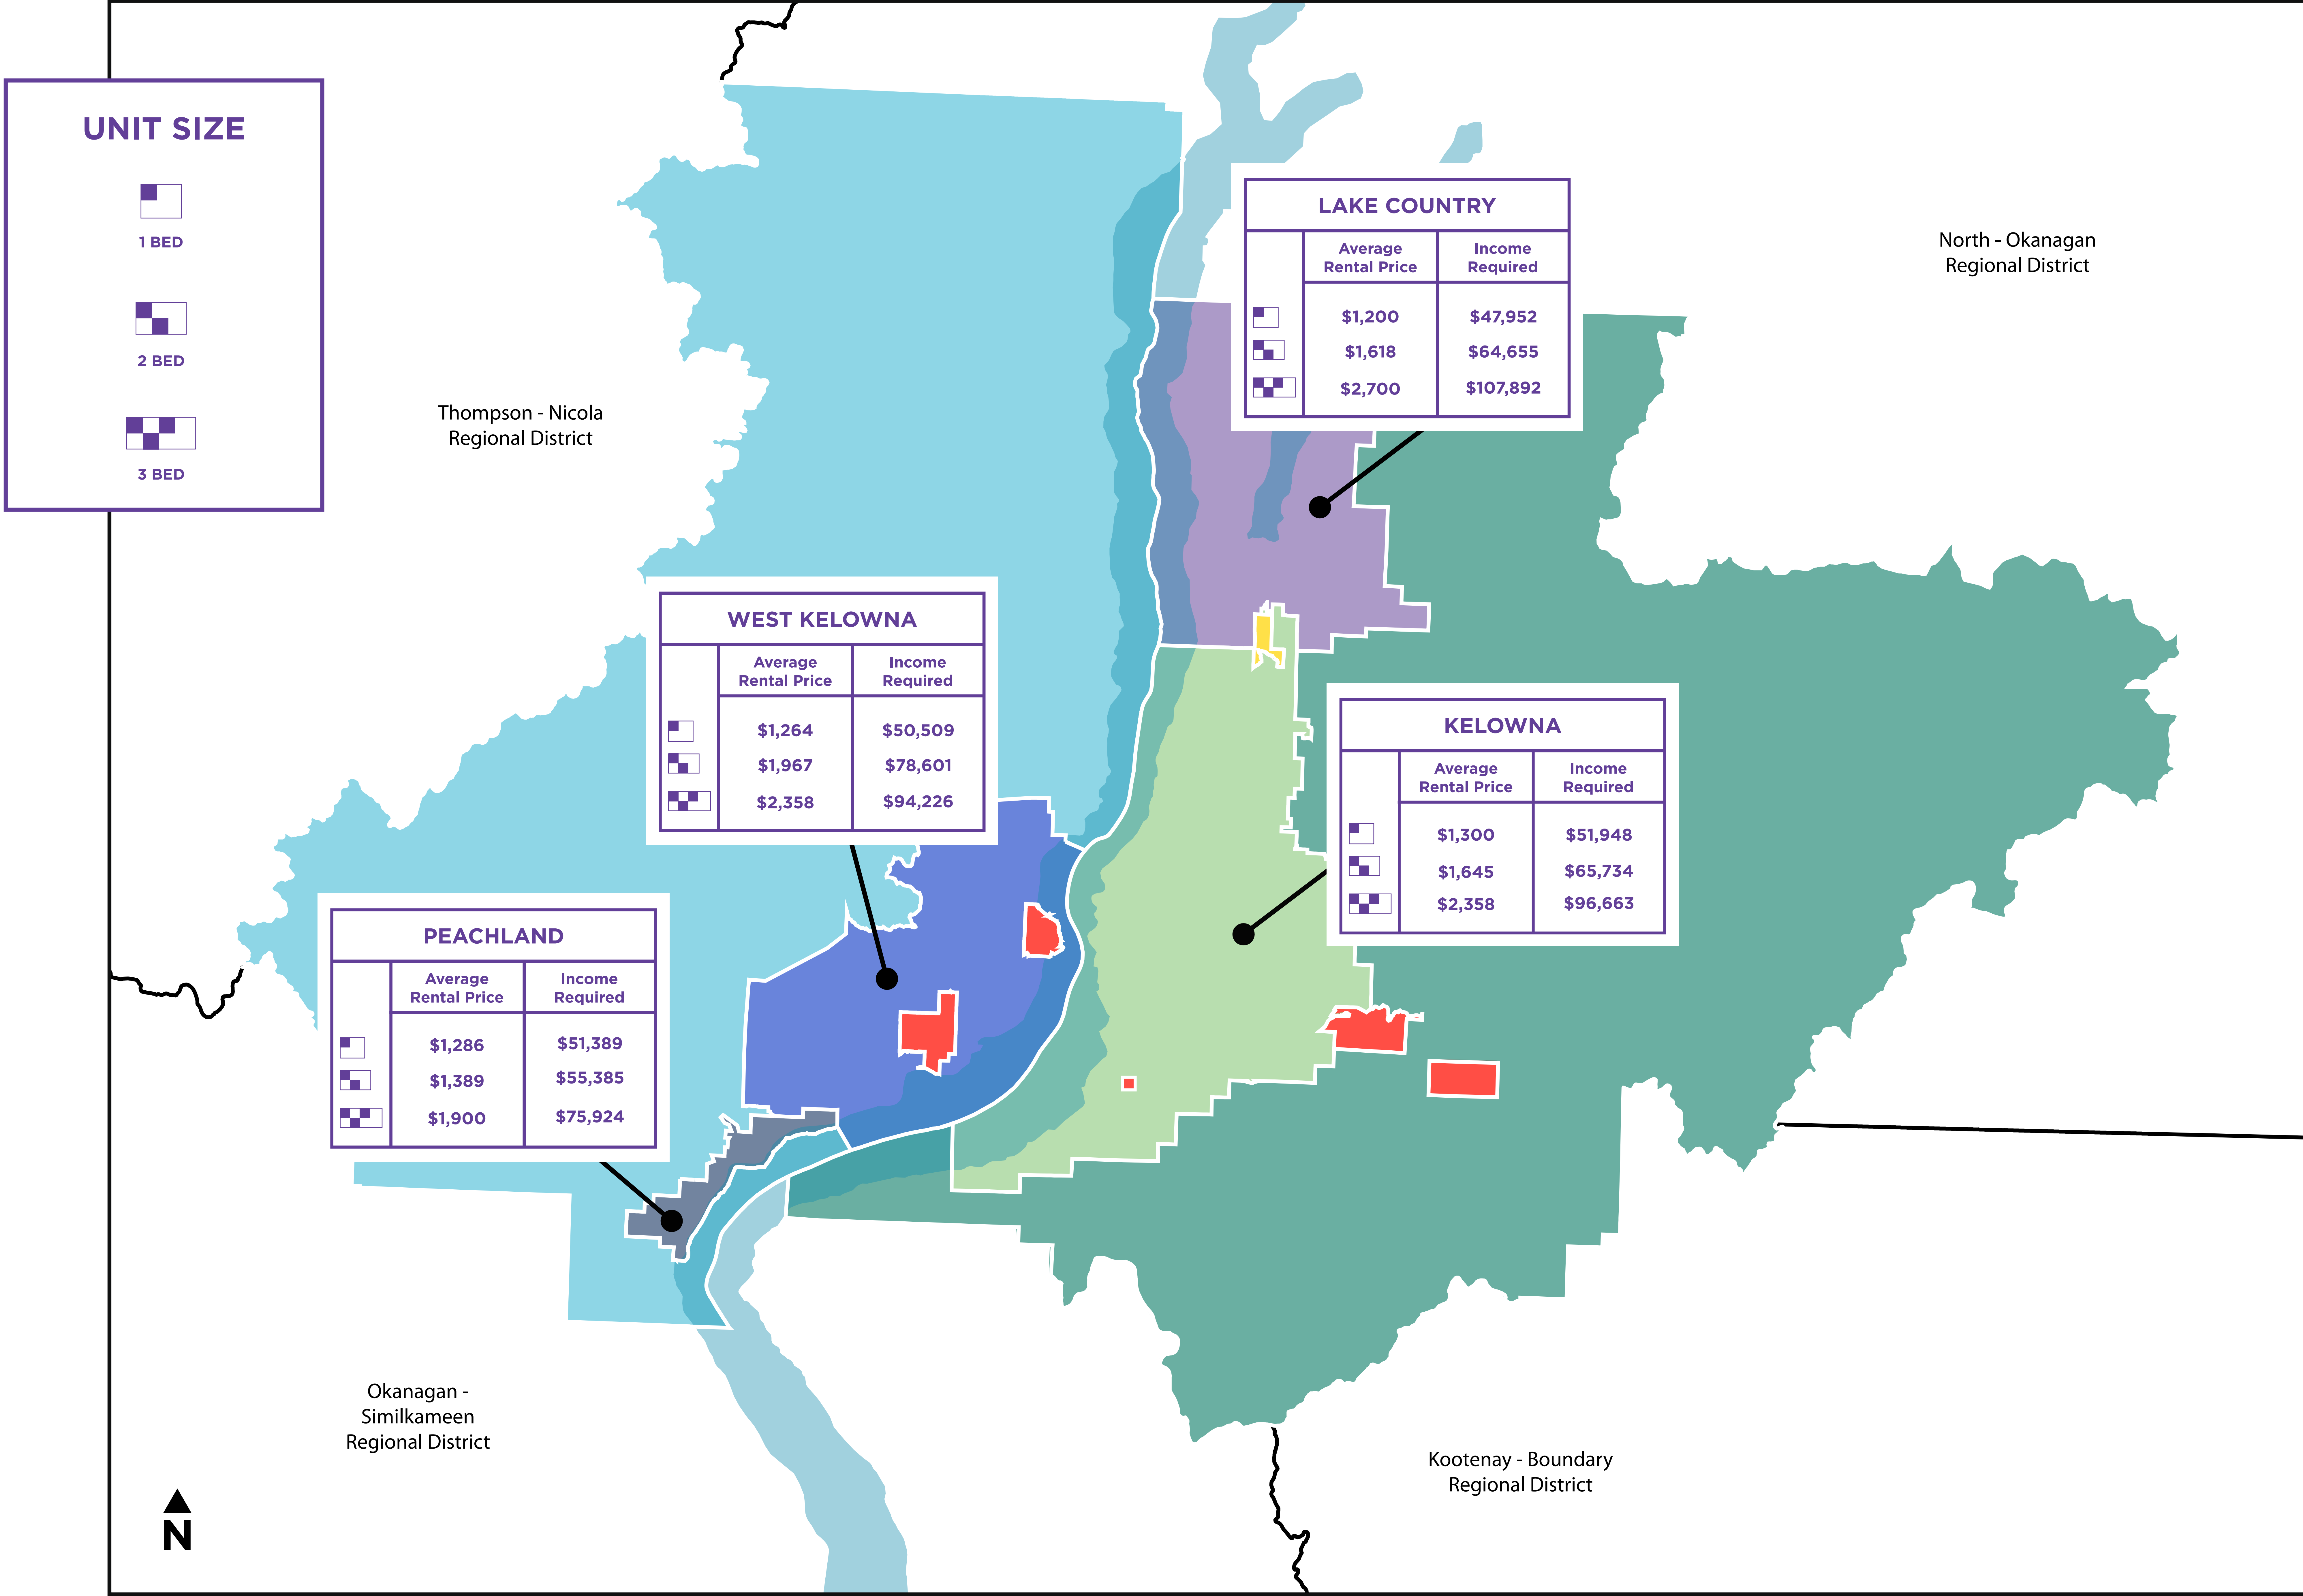 UNIT SIZE
1 BED
2 BED
3 BED
Thompson - Nicola
Regional District
North - Okanagan
Regional District
LAKE COUNTRY
Average
Rental Price
Income
Required
$1,200 $47,952
$1,618 $64,655
$2,700 $107,892
WEST KELOWNA
Average
Rental Price
Income
Required
$1,264 $50,509
$1,967 $78,601
$2,358 $94,226
KELOWNA
Average
Rental Price
Income
Required
$1,300 $51,948
$1,645 $65,734
$2,358 $96,663
PEACHLAND
Average
Rental Price
Income
Required
$1,286 $51,389
$1,389 $55,385
$1,900 $75,924
Okanagan -
Similkameen
Regional District
Kootenay - Boundary
Regional District
N